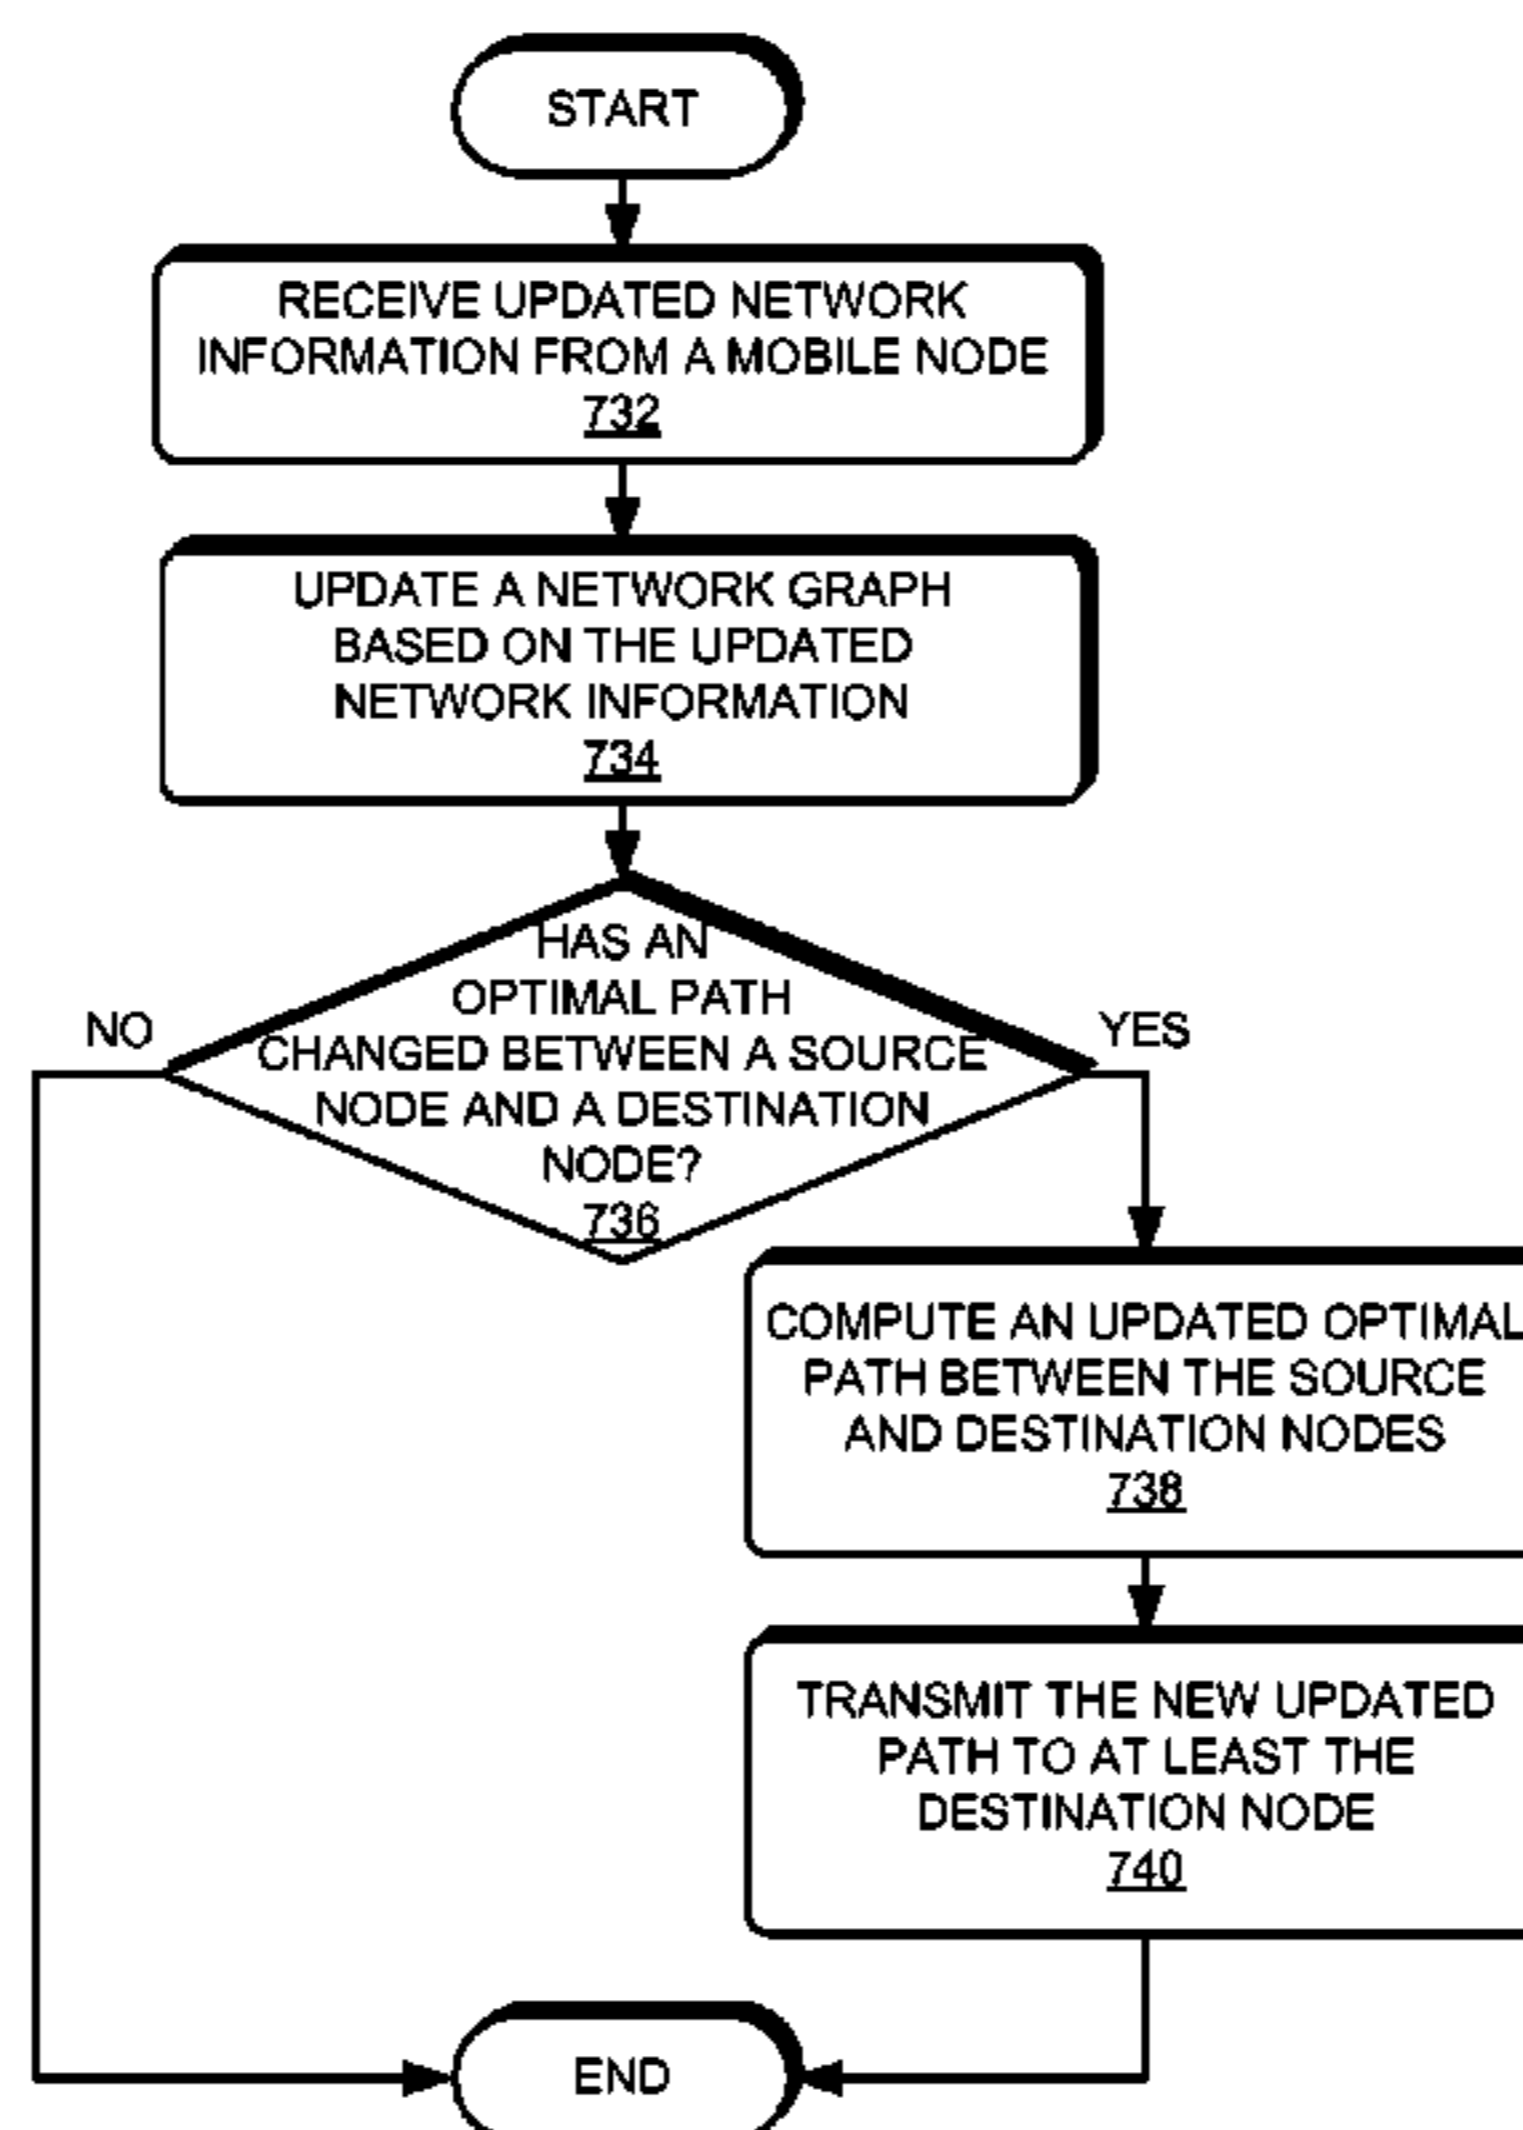 START
RECEIVE UPDATED NETWORK
INFORMATION FROM A MOBILE NODE
732
UPDATE A NETWORK GRAPH
BASED ON THE UPDATED
NETWORK INFORMATION
734
HAS AN
OPTIMAL PATH
CHANGED BETWEEN A SOURCE
NODE AND A DESTINATION
NODE?
736
NO
YES
COMPUTE AN UPDATED OPTIMAL
PATH BETWEEN THE SOURCE
AND DESTINATION NODES
738
TRANSMIT THE NEW UPDATED
PATH TO AT LEAST THE
DESTINATION NODE
740
END